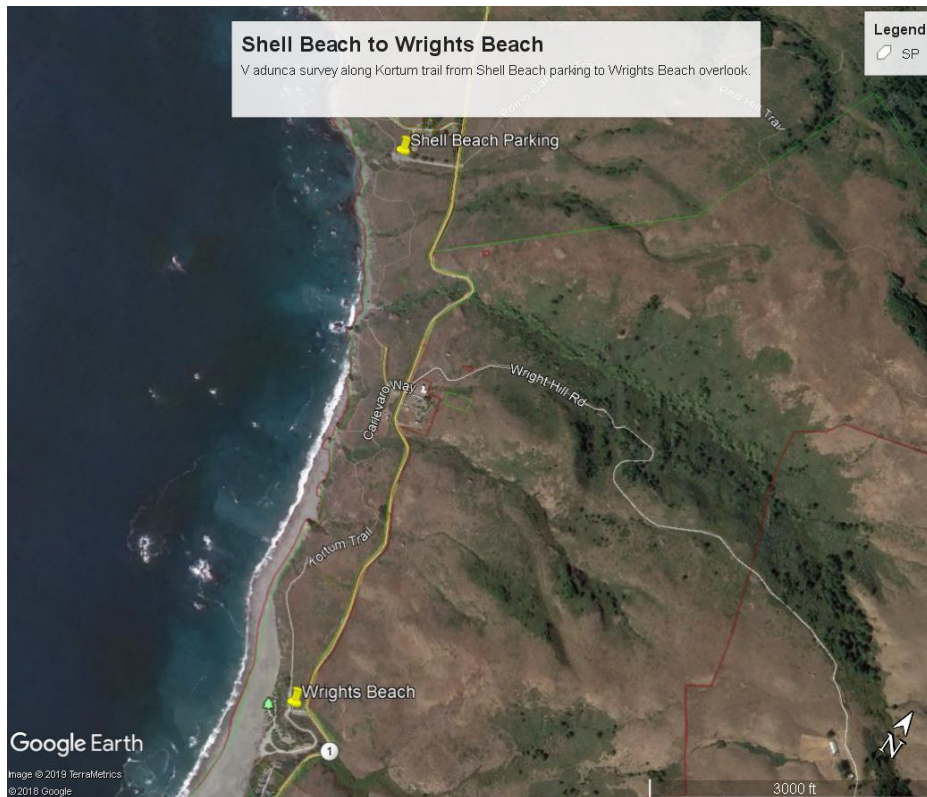 Shell Beach to Wrights Beach
V adunca survey along Kortum trail from Shell Beach parking to Wrights Beach overlook.
Legend
SP
Red Hill Trail
Shell Beach Parking
Wright Hill Rd
Carlevaro Way
Kortum Trail
Wrights Beach
1
Google Earth
N
Image © 2019 TerraMetrics
© 2018 Google
3000 ft